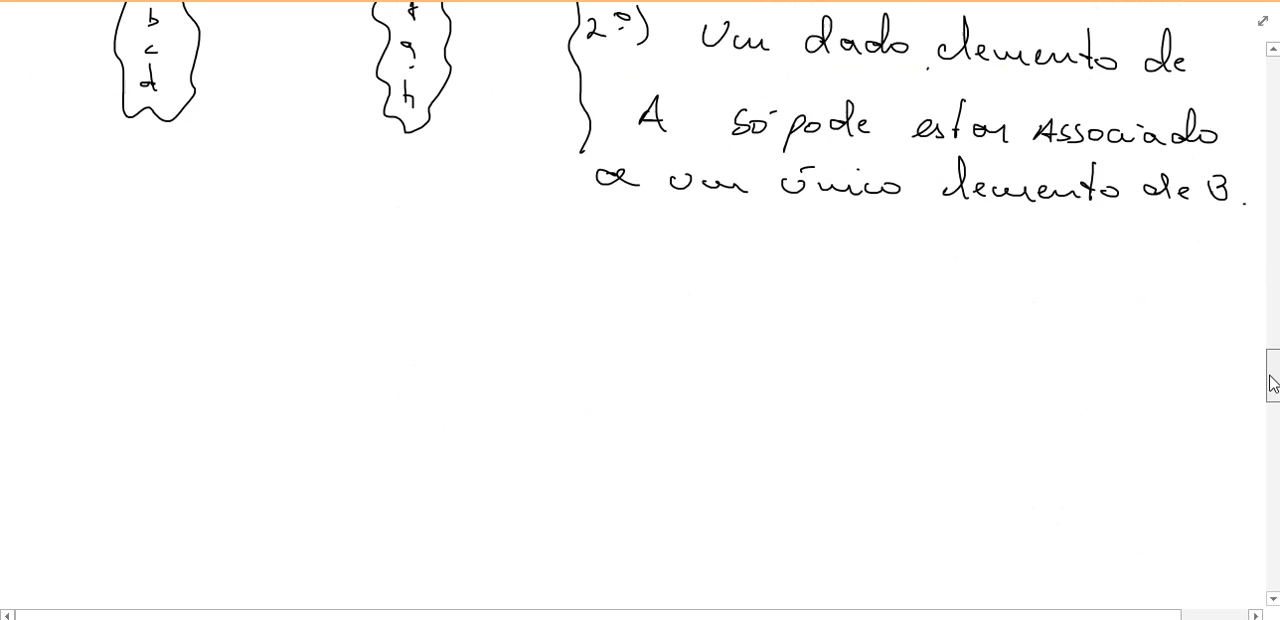 b
c
d
f
g
h
2º) Um dado elemento de
A só pode estar Associado
a um único elemento de B.